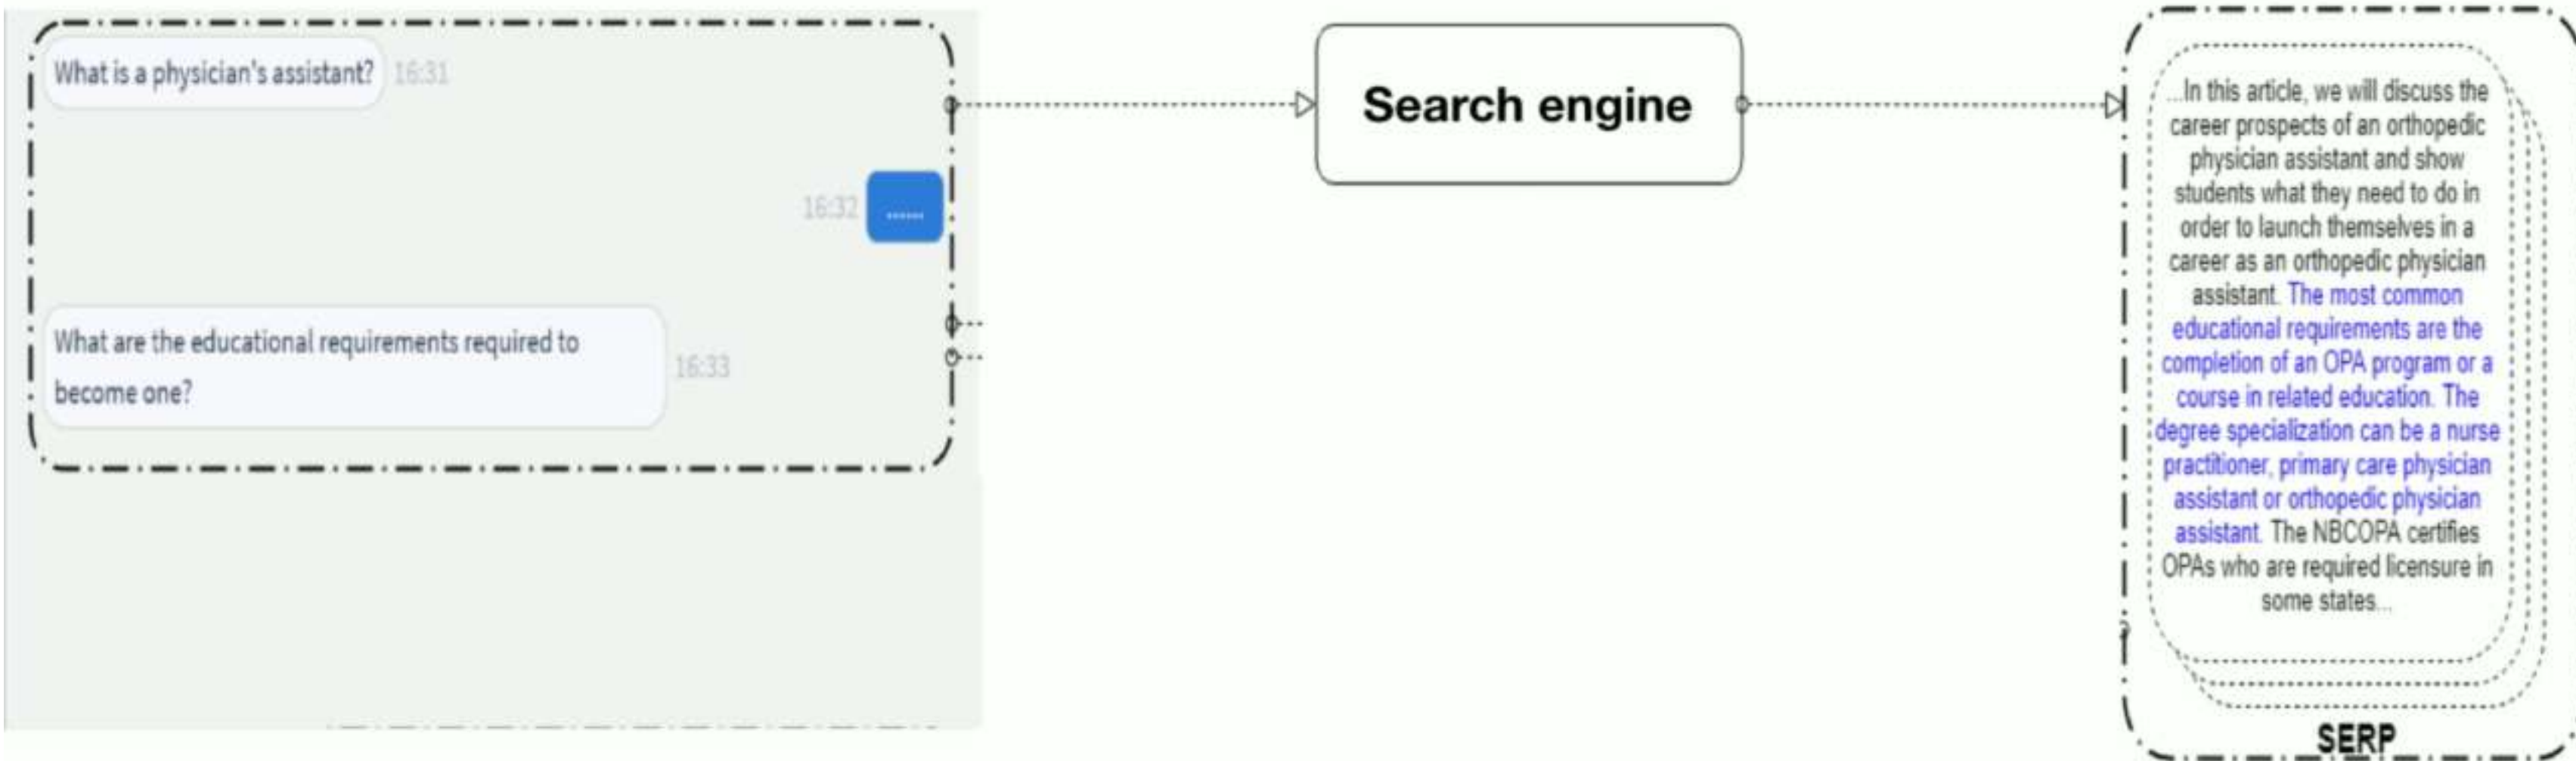 What is a physician's assistant? 16:31
16:32 ......
What are the educational requirements required to
become one?
16:33
Search engine
...In this article, we will discuss the
career prospects of an orthopedic
physician assistant and show
students what they need to do in
order to launch themselves in a
career as an orthopedic physician
assistant. The most common
educational requirements are the
completion of an OPA program or a
course in related education. The
degree specialization can be a nurse
practitioner, primary care physician
assistant or orthopedic physician
assistant. The NBCOPA certifies
OPAs who are required licensure in
some states...
SERP